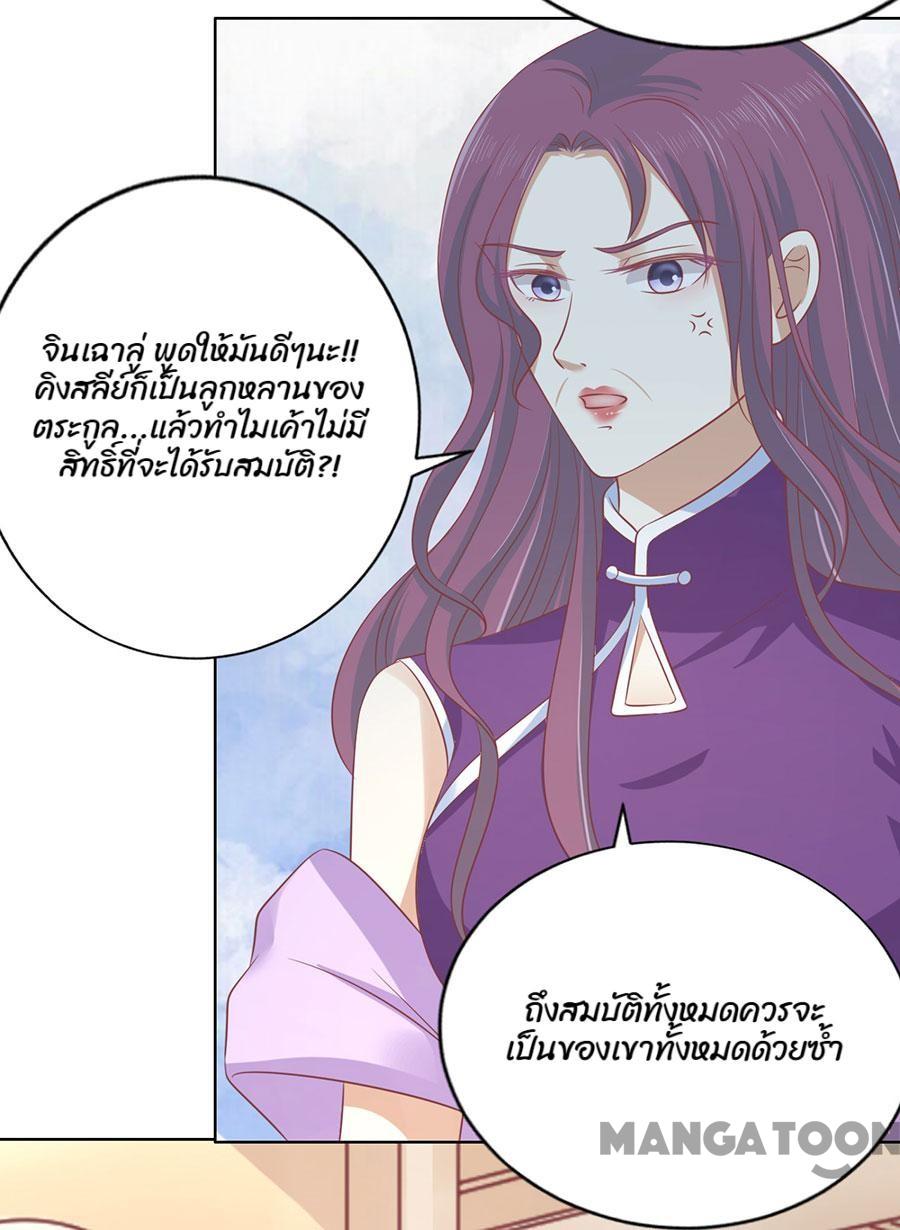 จินเฉาลู่ พูดให้มันดีๆนะ!!
คิงสลีย์ก็เป็นลูกหลานของ
ตระกูล...แล้วทำไมเค้าไม่มี
สิทธิ์ที่จะได้รับสมบัติ?!
ถึงสมบัติทั้งหมดควรจะ
เป็นของเขาทั้งหมดด้วยซ้ำ
MANGATOON